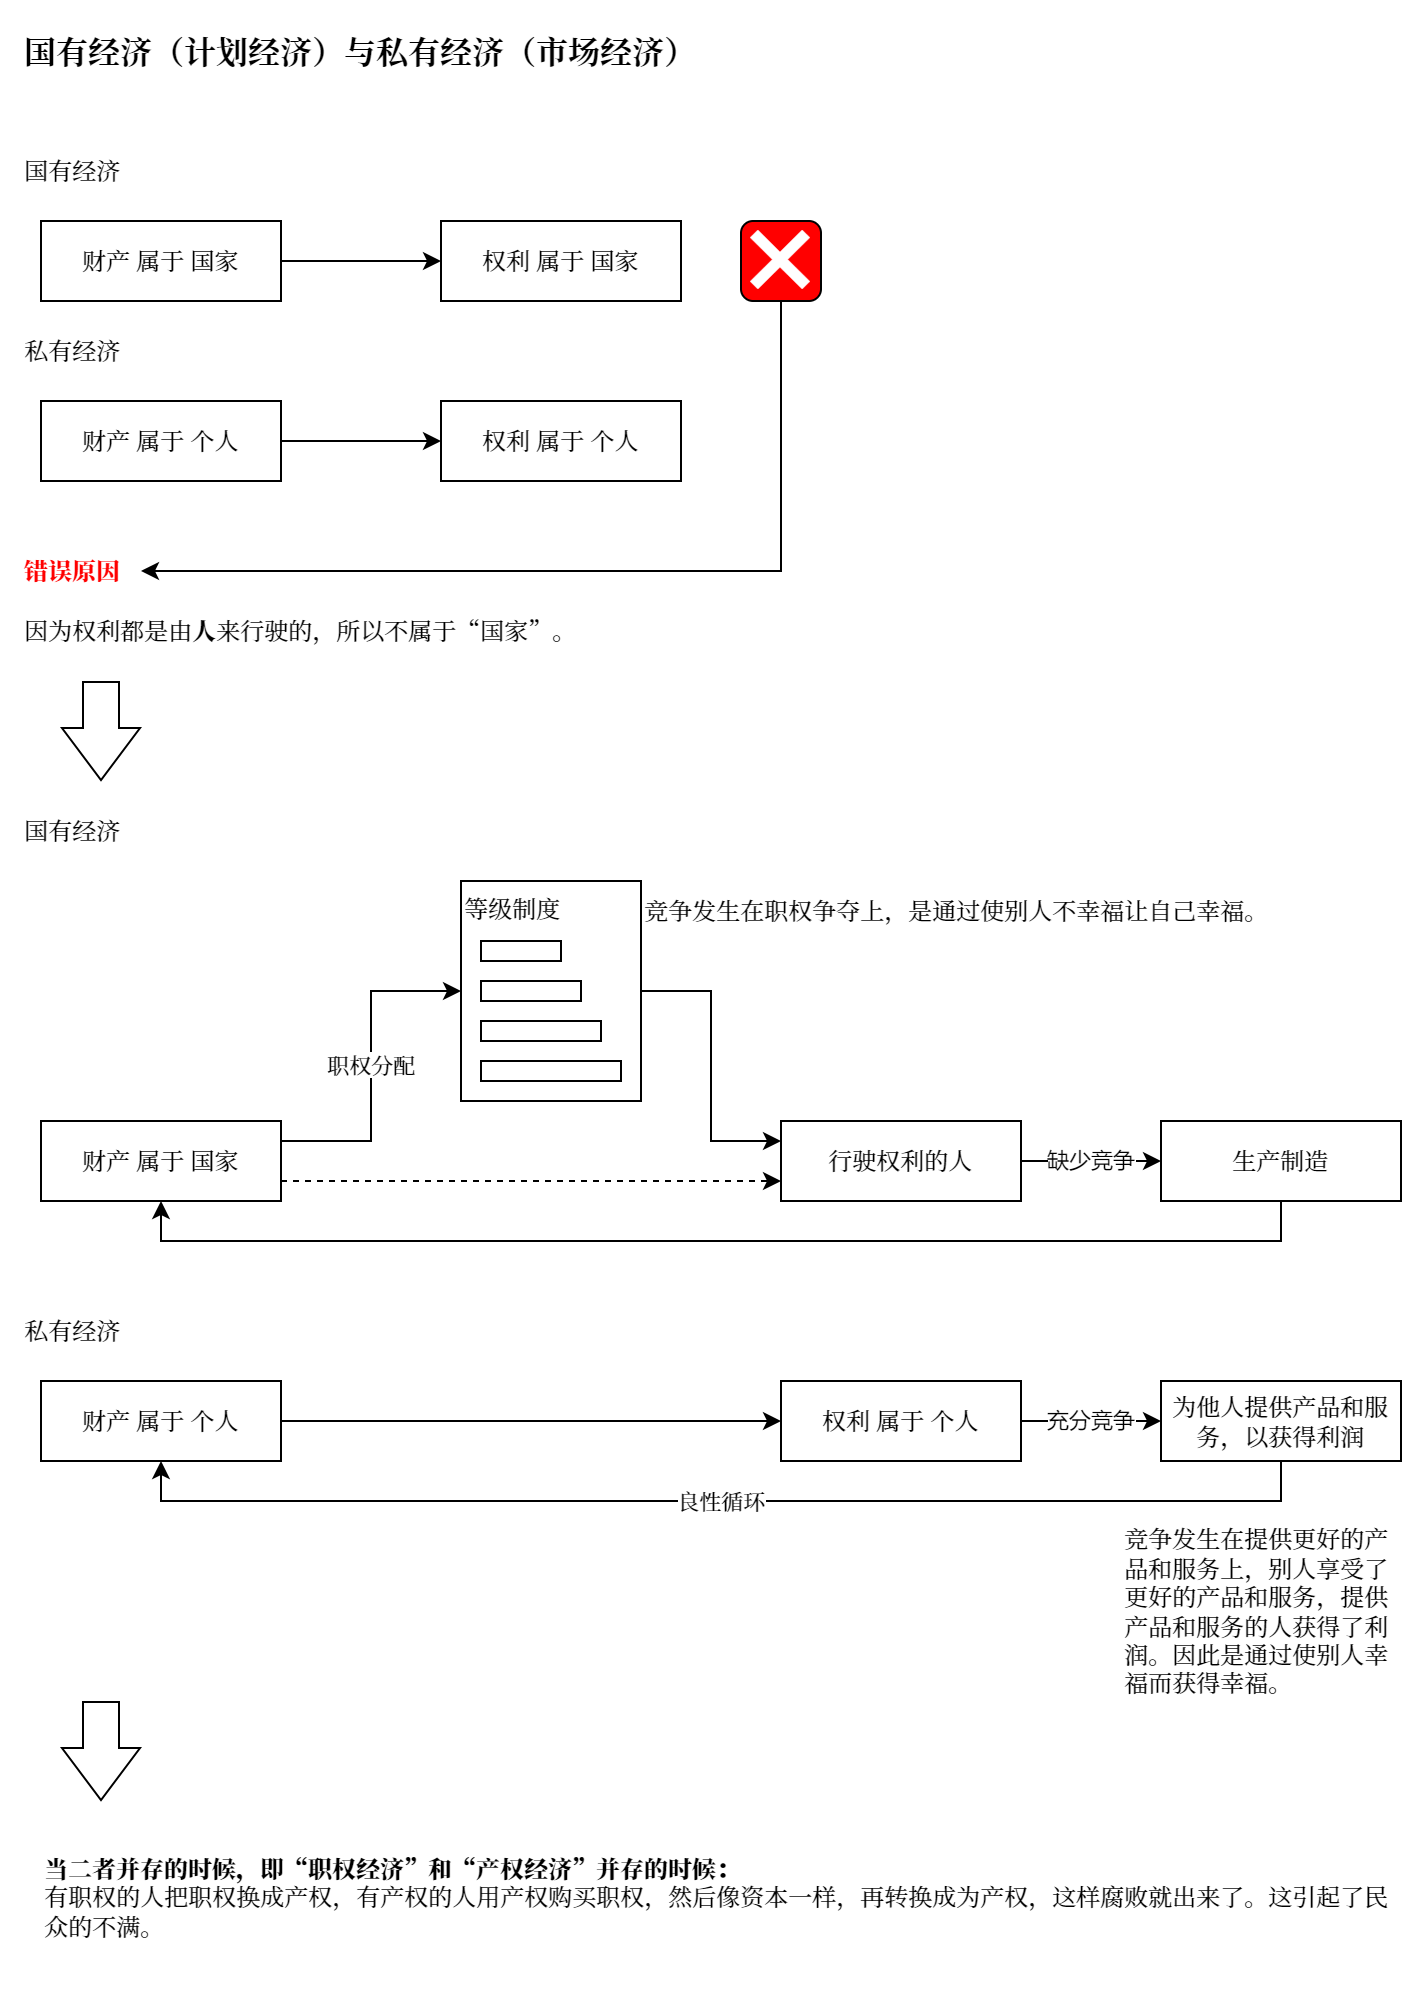 国有经济（计划经济）与私有经济（市场经济）
国有经济
财产 属于 国家
权利 属于 国家
私有经济
财产 属于 个人
权利 属于 个人
错误原因
因为权利都是由人来行驶的，所以不属于“国家”。
国有经济
等级制度
竞争发生在职权争夺上，是通过使别人不幸福让自己幸福。
职权分配
财产 属于 国家
行驶权利的人
缺少竞争
生产制造
私有经济
财产 属于 个人
权利 属于 个人
充分竞争
为他人提供产品和服
务，以获得利润
良性循环
竞争发生在提供更好的产
品和服务上，别人享受了
更好的产品和服务，提供
产品和服务的人获得了利
润。因此是通过使别人幸
福而获得幸福。
当二者并存的时候，即“职权经济”和“产权经济”并存的时候：
有职权的人把职权换成产权，有产权的人用产权购买职权，然后像资本一样，再转换成为产权，这样腐败就出来了。这引起了民
众的不满。